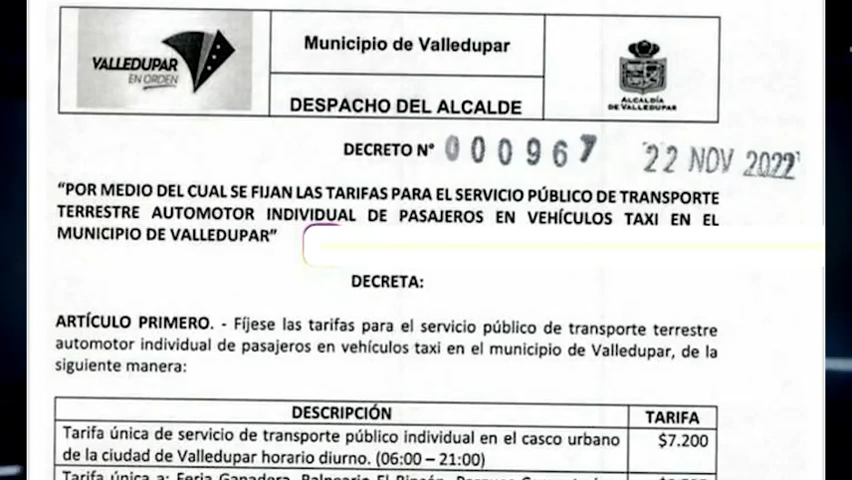 VALLEDUPAR
EN ORDEN
Municipio de Valledupar
DESPACHO DEL ALCALDE
ALCALDÍA
DE VALLEDUPAR
DECRETO N° 000967 22 NOV 2022
"POR MEDIO DEL CUAL SE FIJAN LAS TARIFAS PARA EL SERVICIO PÚBLICO DE TRANSPORTE
TERRESTRE AUTOMOTOR INDIVIDUAL DE PASAJEROS EN VEHÍCULOS TAXI EN EL
MUNICIPIO DE VALLEDUPAR"
DECRETA:
ARTÍCULO PRIMERO. - Fíjese las tarifas para el servicio público de transporte terrestre
automotor individual de pasajeros en vehículos taxi en el municipio de Valledupar, de la
siguiente manera:
DESCRIPCIÓN TARIFA
Tarifa única de servicio de transporte público individual en el casco urbano $7.200
de la ciudad de Valledupar horario diurno. (06:00 – 21:00)
Tarifa única a: Feria Ganadera, Balneario El Rincón,